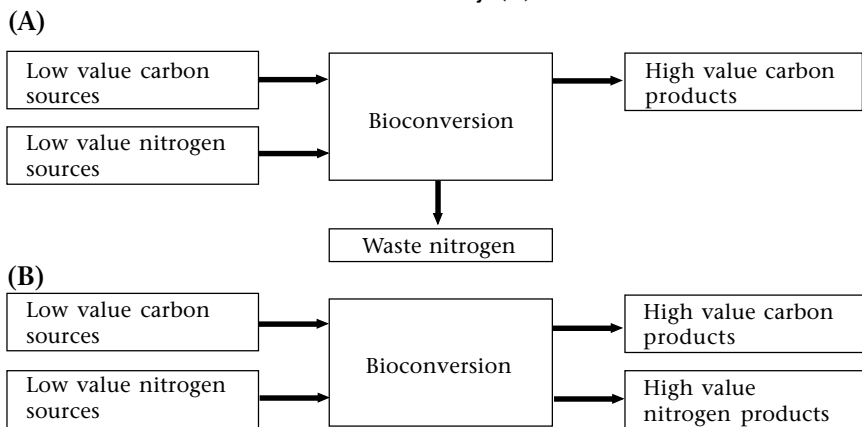 (A)
Low value carbon
sources
Bioconversion
High value carbon
products
Low value nitrogen
sources
Waste nitrogen
(B)
Low value carbon
sources
Bioconversion
High value carbon
products
Low value nitrogen
sources
High value
nitrogen products